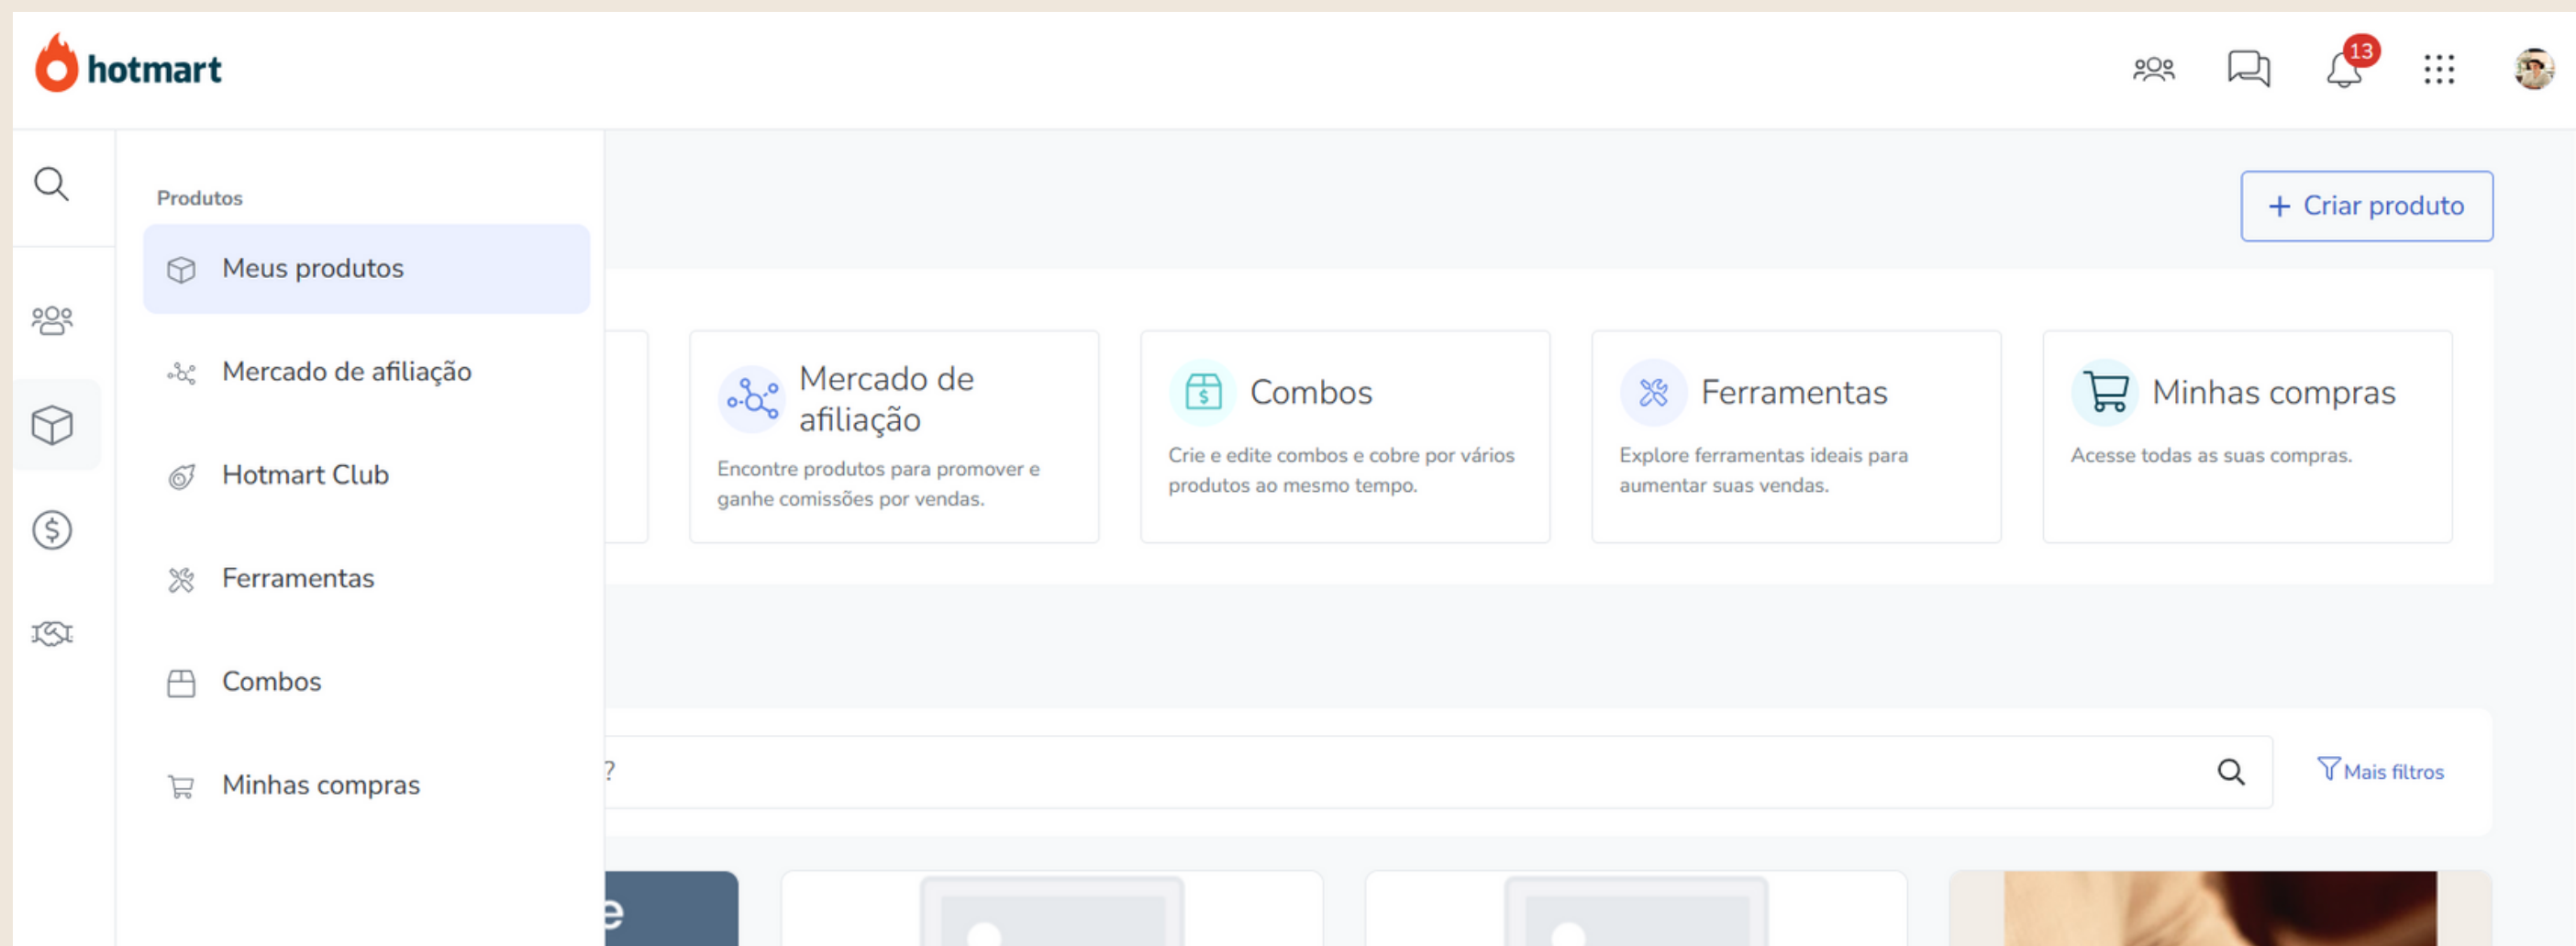 hotmart
13
Produtos
Meus produtos
Mercado de afiliação
Hotmart Club
Ferramentas
Combos
Minhas compras
+ Criar produto
Mercado de
afiliação
Encontre produtos para promover e
ganhe comissões por vendas.
Combos
Crie e edite combos e cobre por vários
produtos ao mesmo tempo.
Ferramentas
Explore ferramentas ideais para
aumentar suas vendas.
Minhas compras
Acesse todas as suas compras.
?
Mais filtros
e